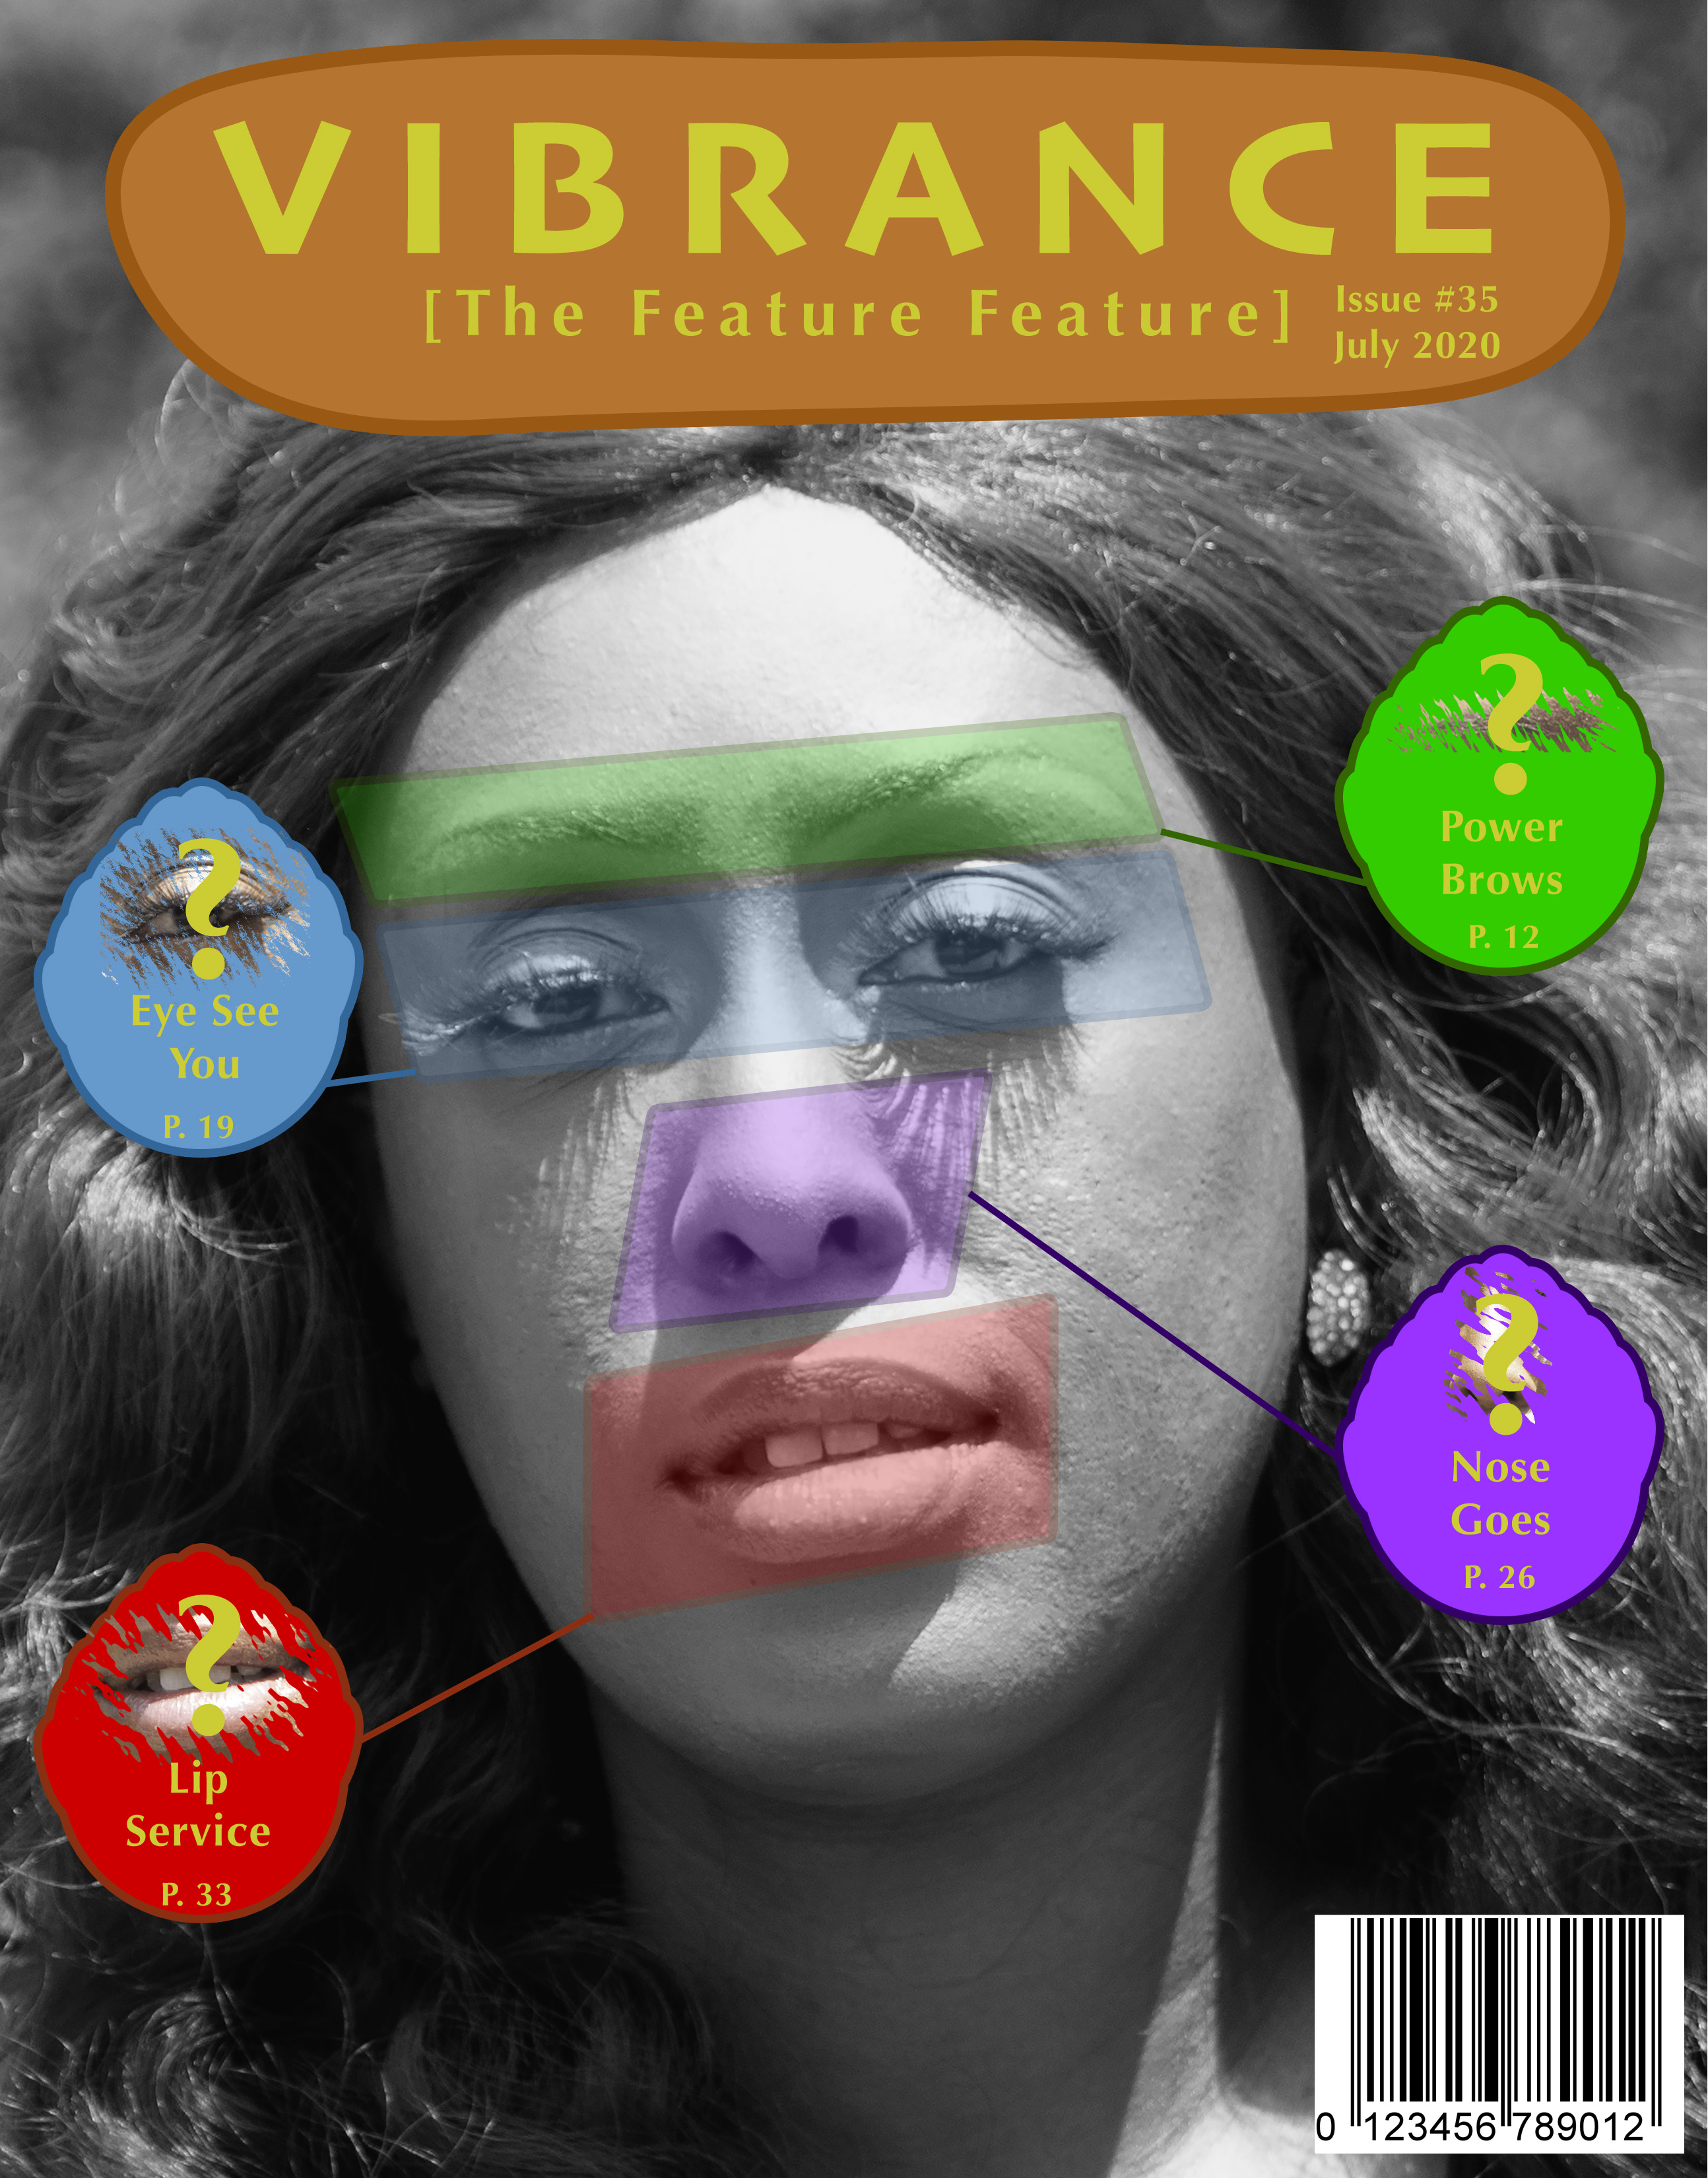 VIBRANCE
[The Feature Feature]
Issue #35
July 2020
?
Power
Brows
P. 12
?
Eye See
You
P. 19
?
Nose
Goes
P. 26
?
Lip
Service
P. 33
0 123456 789012